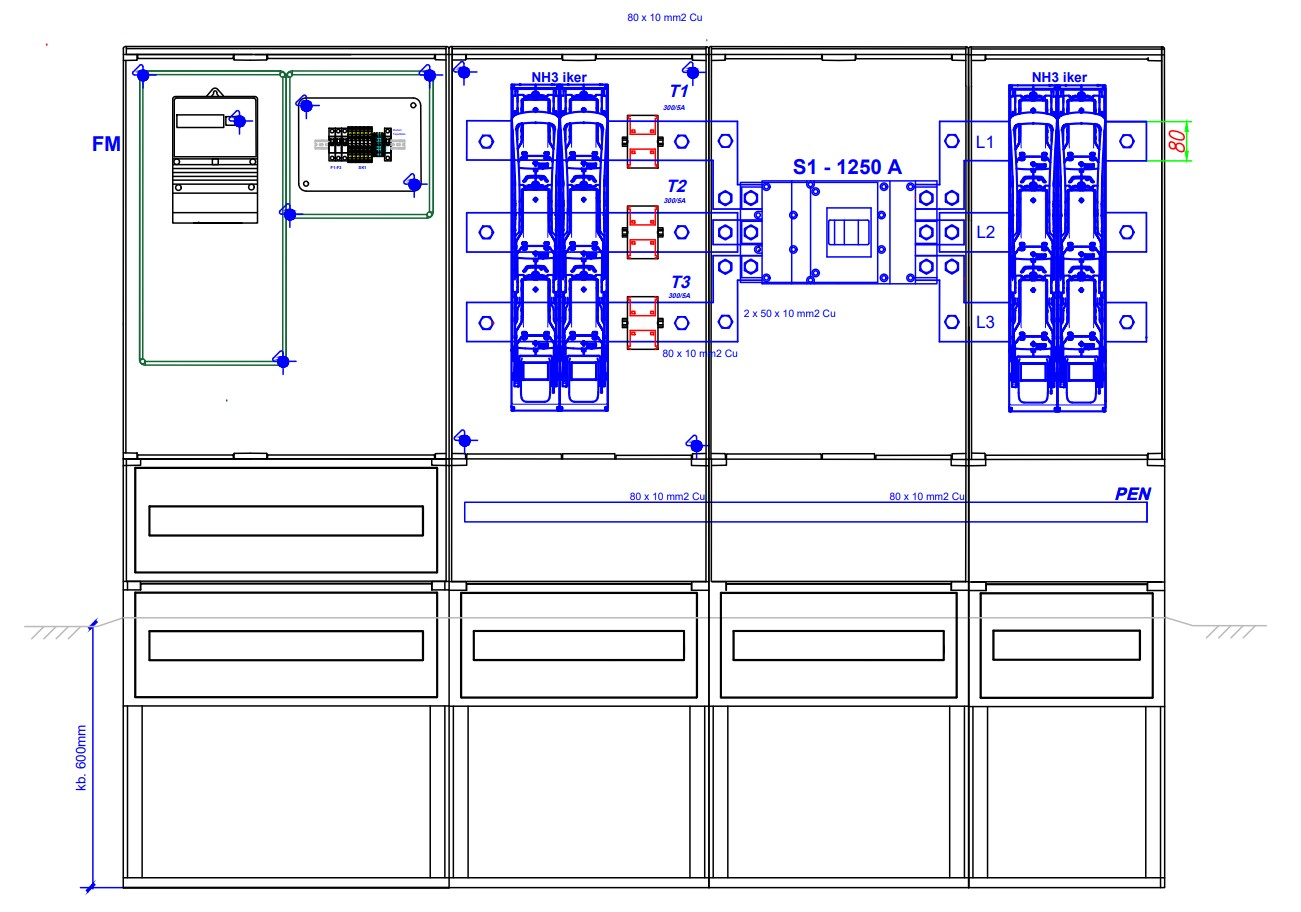 80 x 10 mm2 Cu
NH3 iker
T1
300/5A
NH3 iker
FM
L1
80
S1 - 1250 A
T2
300/5A
L2
T3
300/5A
2 x 50 x 10 mm2 Cu
L3
80 x 10 mm2 Cu
80 x 10 mm2 Cu
80 x 10 mm2 Cu
PEN
kb. 600mm